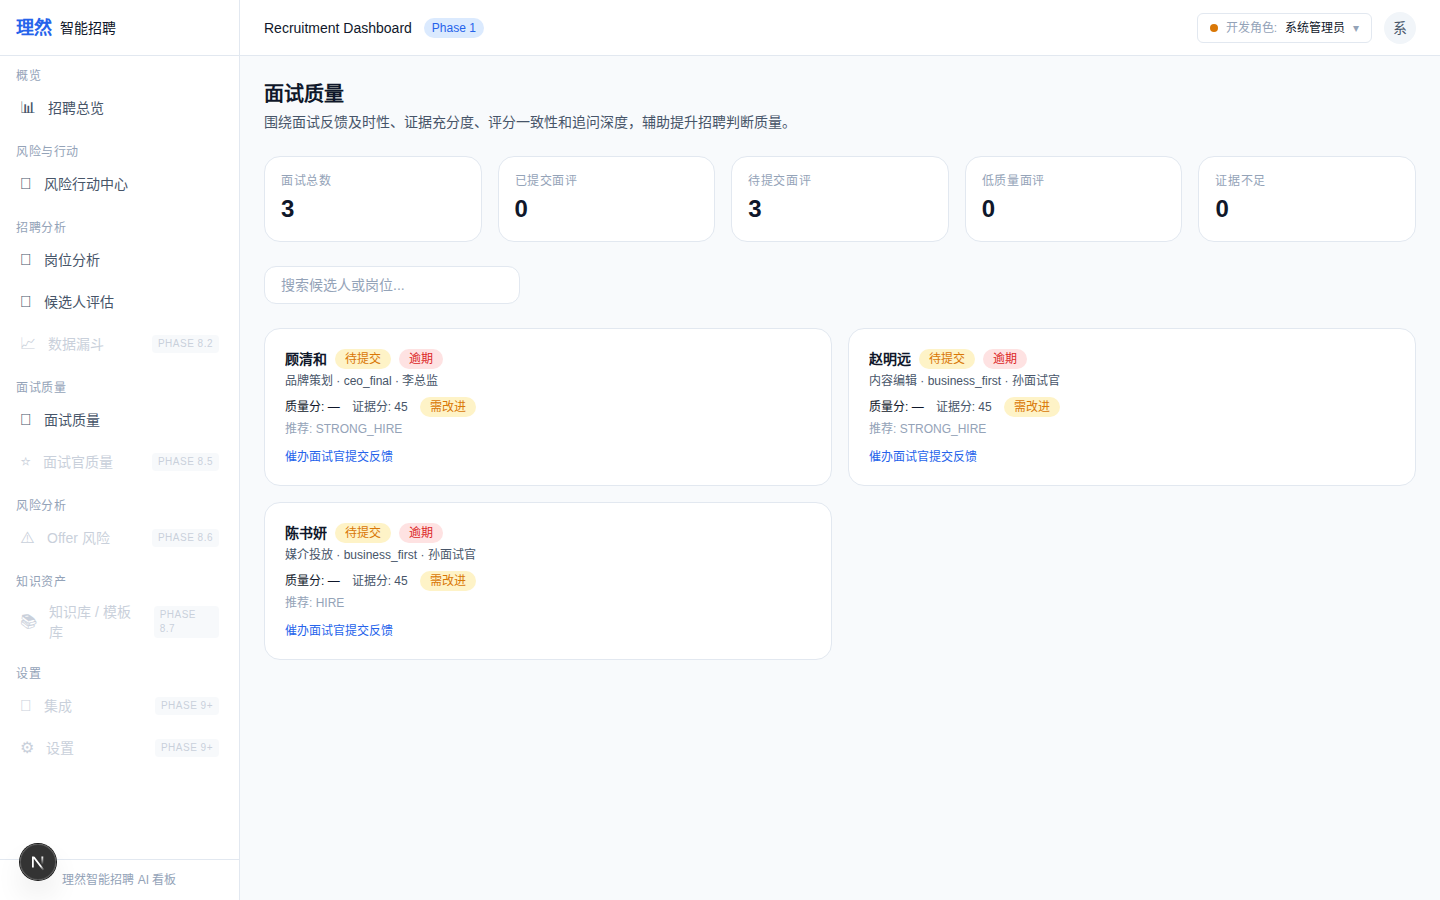 理然 智能招聘
Recruitment Dashboard Phase 1
开发角色: 系统管理员 ▾ 系
概览
招聘总览
风险与行动
风险行动中心
招聘分析
岗位分析
候选人评估
数据漏斗 PHASE 8.2
面试质量
面试质量
面试官质量 PHASE 8.5
风险分析
Offer 风险 PHASE 8.6
知识资产
知识库 / 模板
库
PHASE
8.7
设置
集成 PHASE 9+
设置 PHASE 9+
N
理然智能招聘 AI 看板
面试质量
围绕面试反馈及时性、证据充分度、评分一致性和追问深度，辅助提升招聘判断质量。
面试总数
3
已提交面评
0
待提交面评
3
低质量面评
0
证据不足
0
搜索候选人或岗位...
顾清和 待提交 逾期
品牌策划 · ceo_final · 李总监
质量分: — 证据分: 45 需改进
推荐: STRONG_HIRE
催办面试官提交反馈
赵明远 待提交 逾期
内容编辑 · business_first · 孙面试官
质量分: — 证据分: 45 需改进
推荐: STRONG_HIRE
催办面试官提交反馈
陈书妍 待提交 逾期
媒介投放 · business_first · 孙面试官
质量分: — 证据分: 45 需改进
推荐: HIRE
催办面试官提交反馈